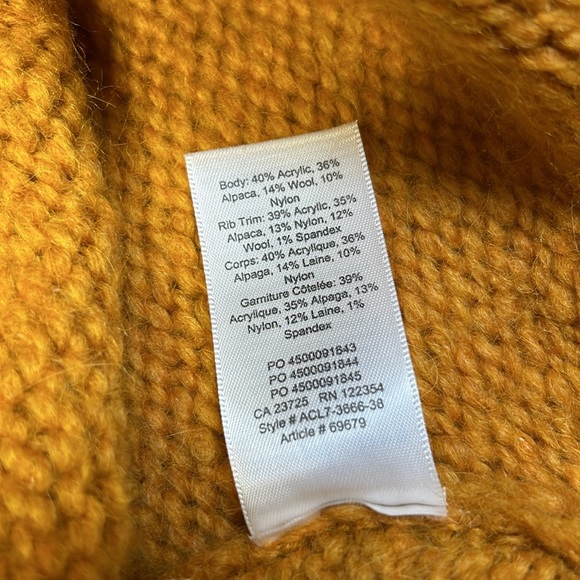 Body: 40% Acrylic, 36%
Alpaca, 14% Wool, 10%
Nylon
Rib Trim: 39% Acrylic, 35%
Alpaca, 13% Nylon, 12%
Wool, 1% Spandex
Corps: 40% Acrylique, 36%
Alpaga, 14% Laine, 10%
Nylon
Garniture Côtelée: 39%
Acrylique, 35% Alpaga, 13%
Nylon, 12% Laine, 1%
Spandex
PO 4500091843
PO 4500091844
PO 4500091845
CA 23725 RN 122354
Style # ACL7-3666-38
Article # 69679